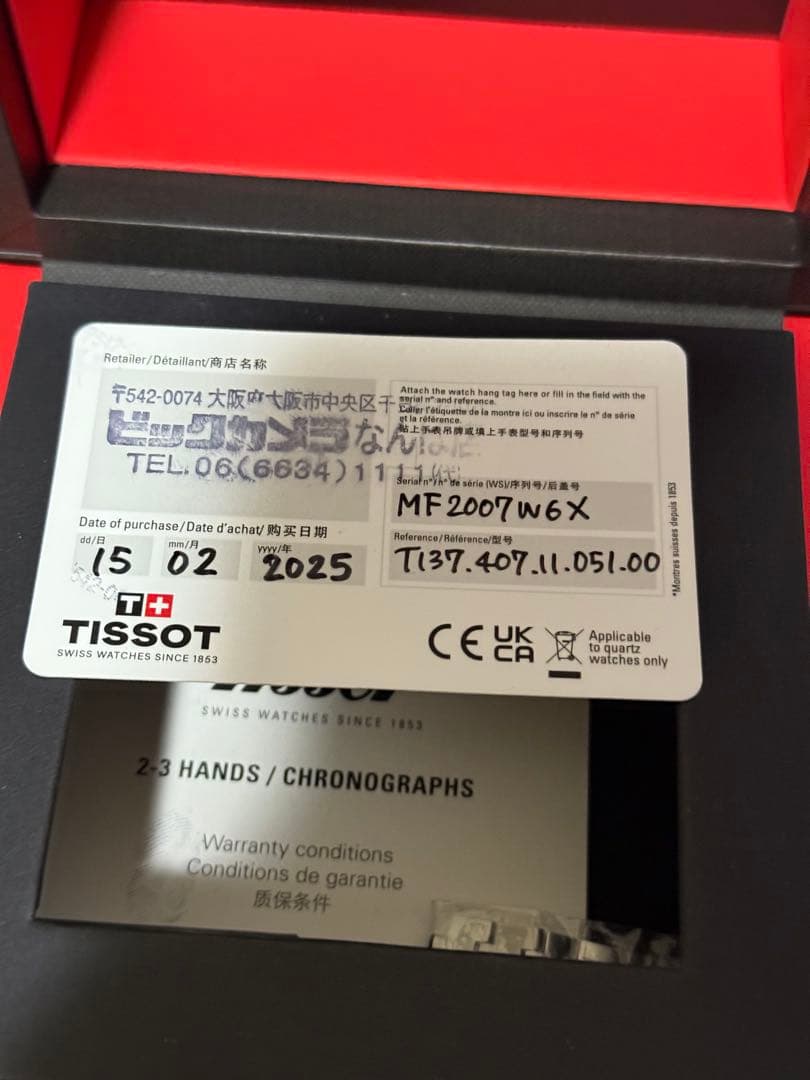 Retailer/Détaillant/商店名称
〒542-0074 大阪府大阪市中央区千
ビックカメラなんば店
TEL.06(6634)1111(代)
Attach the watch hang tag here or fill in the field with the
serial n° and reference.
Coller l'étiquette de la montre ici ou inscrire le n° de série
et la référence.
贴上手表吊牌或填上手表型号和序列号
Serial n°/n° de série (WS)/序列号/后盖号
MF2007W6X
Reference/Référence/型号
T137.407.11.051.00
Date of purchase/Date d'achat/购买日期
dd/日 mm/月 yyyy/年
15 02 2025
*Montres suisses depuis 1853
T+
TISSOT
SWISS WATCHES SINCE 1853
CE UK CA
Applicable
to quartz
watches only
TISSOT
SWISS WATCHES SINCE 1853
2-3 HANDS / CHRONOGRAPHS
Warranty conditions
Conditions de garantie
质保条件